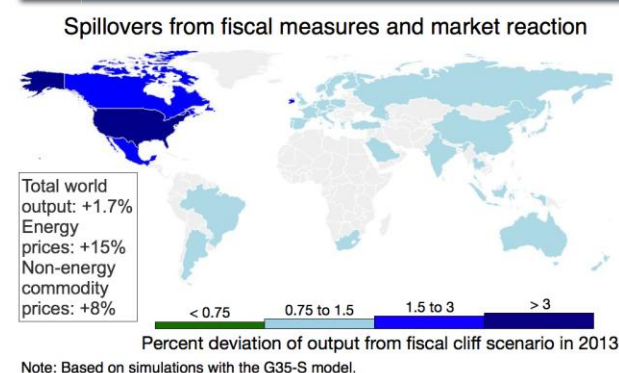 Spillovers from fiscal measures and market reaction
Total world
output: +1.7%
Energy
prices: +15%
Non-energy
commodity
prices: +8%
< 0.75 0.75 to 1.5 1.5 to 3 > 3
Percent deviation of output from fiscal cliff scenario in 2013
Note: Based on simulations with the G35-S model.